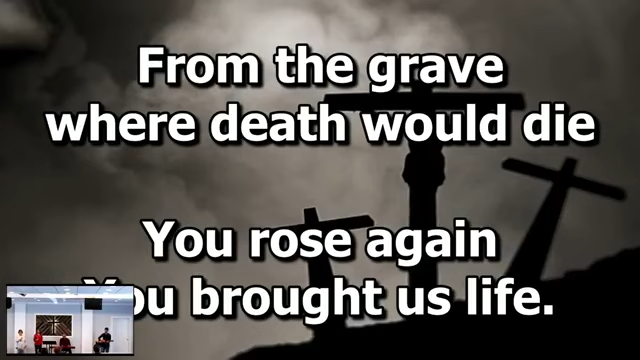 From the grave
where death would die
You rose again
You brought us life.